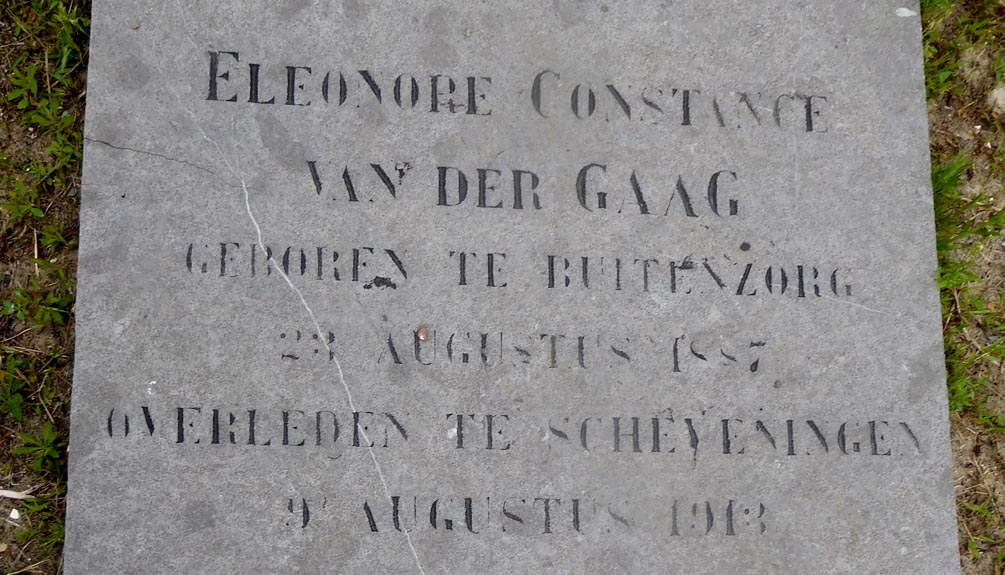 ELEONORE CONSTANCE
VAN DER GAAG
GEBOREN TE BUITENZORG
23 AUGUSTUS 1887
OVERLEDEN TE SCHEVENINGEN
9 AUGUSTUS 1913